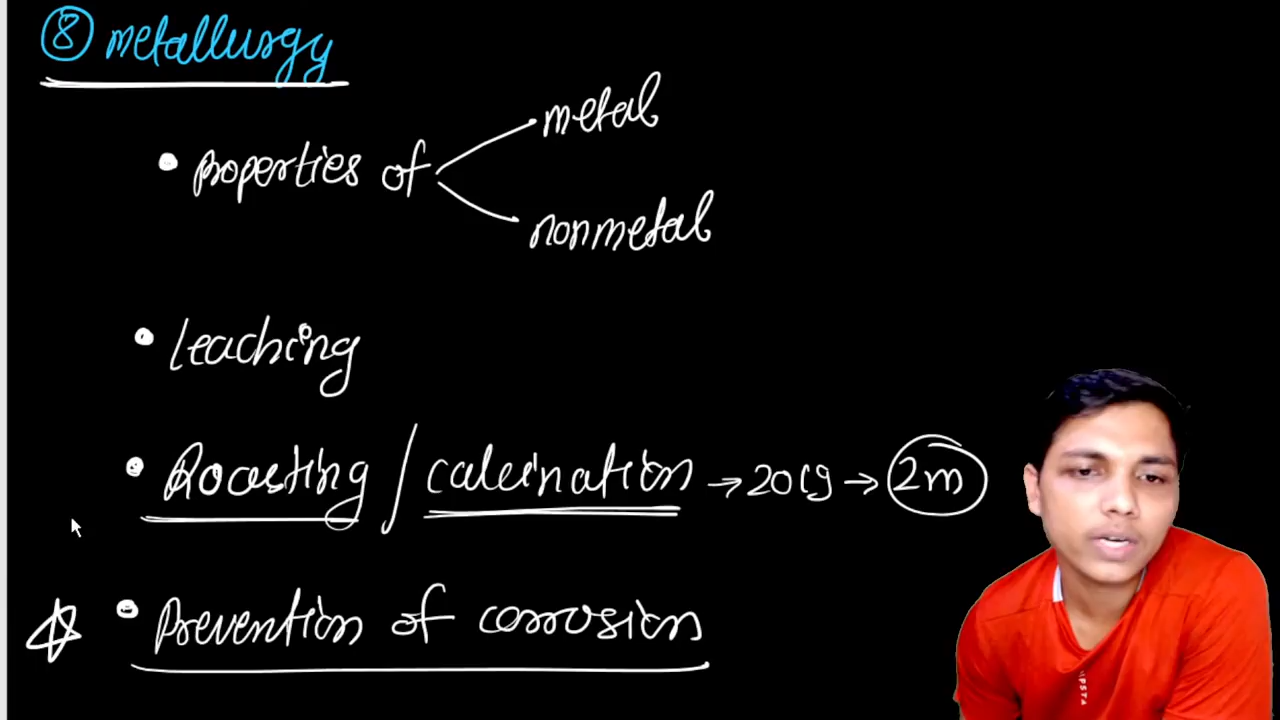 ⑧ metallurgy
• properties of
metal
nonmetal
• Leaching
• Roasting / calcination → 2019 → 2m
☆ • Prevention of corrosion